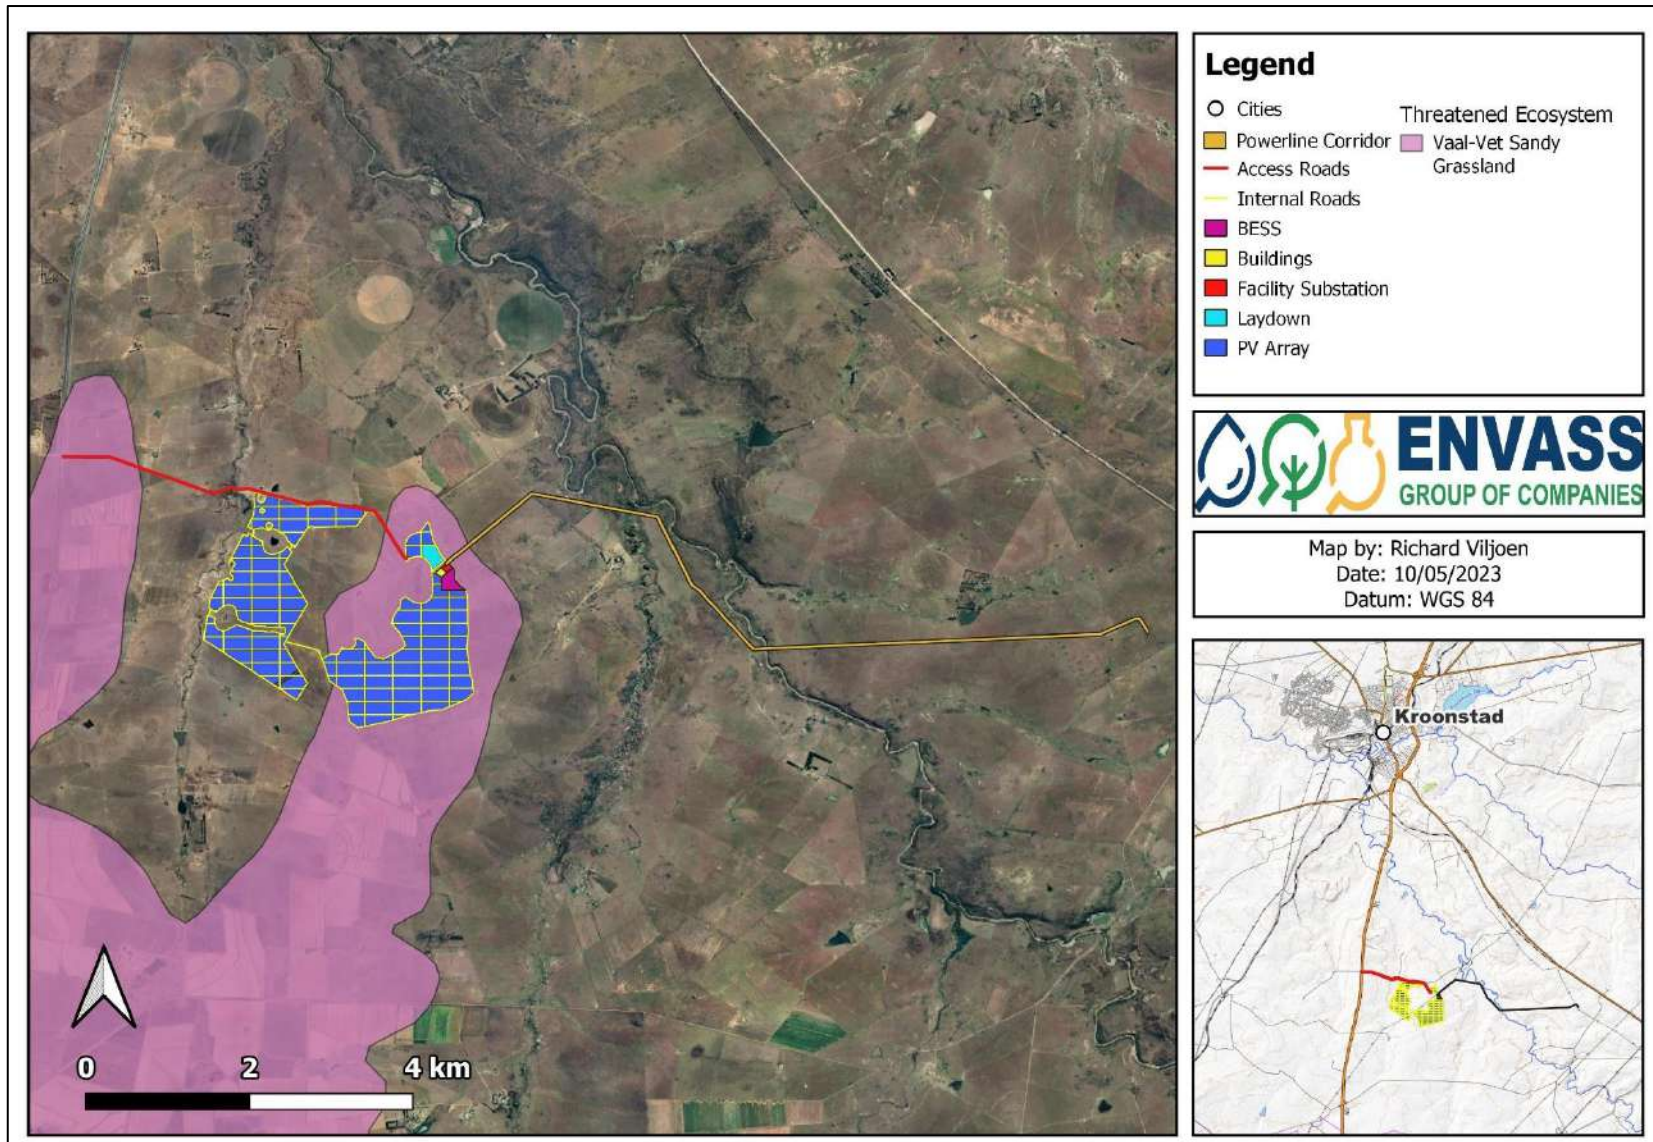 Legend
Cities
Powerline Corridor
Access Roads
Internal Roads
BESS
Buildings
Facility Substation
Laydown
PV Array
Threatened Ecosystem
Vaal-Vet Sandy
Grassland
ENVASS
GROUP OF COMPANIES
Map by: Richard Viljoen
Date: 10/05/2023
Datum: WGS 84
Kroonstad
0 2 4 km